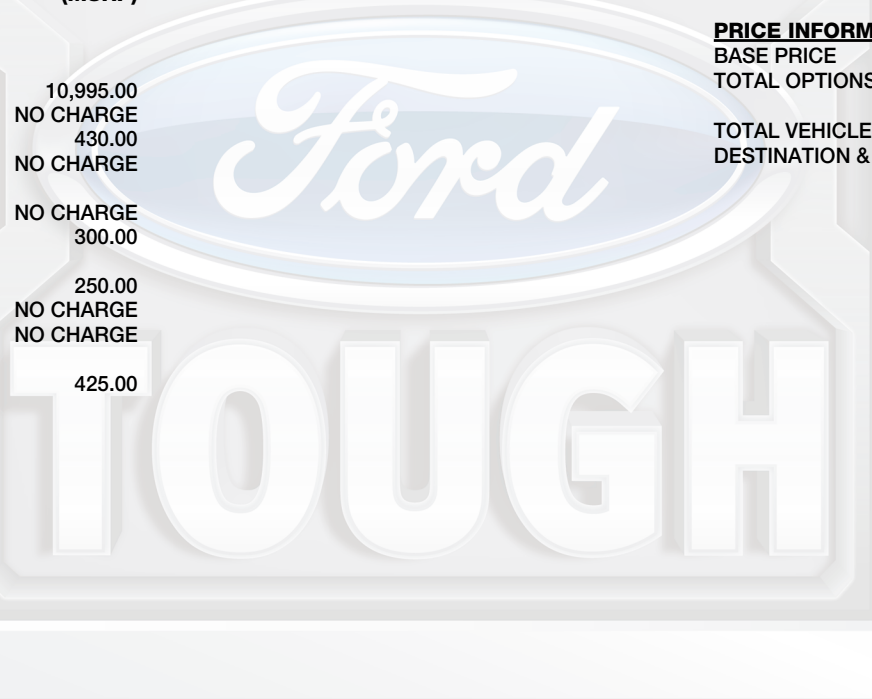 10,995.00
NO CHARGE
430.00
NO CHARGE
NO CHARGE
300.00
250.00
NO CHARGE
NO CHARGE
425.00
PRICE INFORM
BASE PRICE
TOTAL OPTIONS
TOTAL VEHICLE
DESTINATION &
Ford
TOUGH